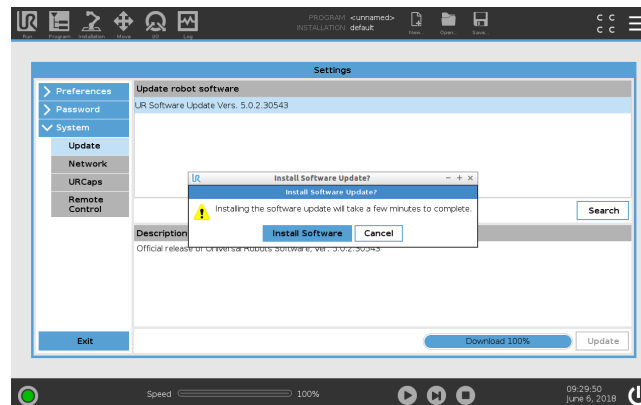 UR
PROGRAM <unnamed>
INSTALLATION default
Run Program Installation Move I/O Log New... Open... Save...
C C
C C
Settings
Preferences
Password
System
Update
Network
URCaps
Remote
Control
Exit
Update robot software
UR Software Update Vers. 5.0.2.30543
Search
UR Install Software Update?
Install Software Update?
Installing the software update will take a few minutes to complete.
Install Software Cancel
Description
Official release of Universal Robots Software, ver. 5.0.2.30543
Download 100%
Update
Speed 100%
09:29:50
June 6, 2018